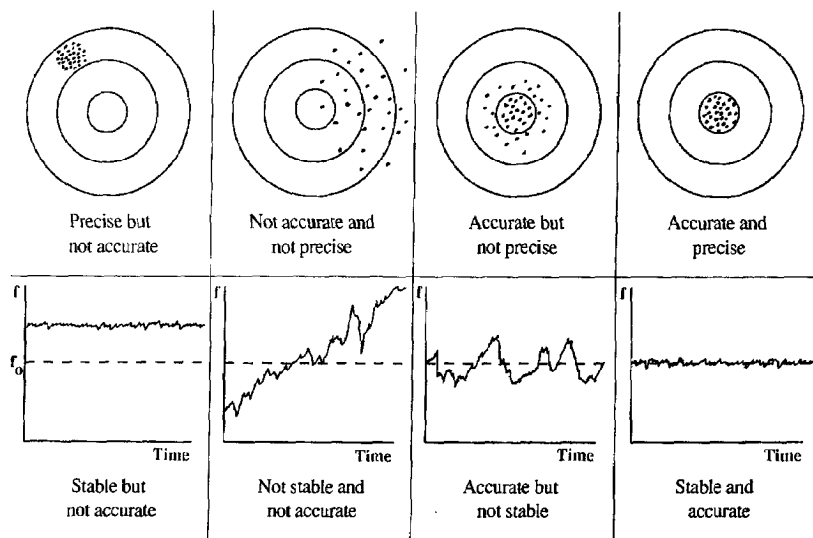 Precise but
not accurate
Not accurate and
not precise
Accurate but
not precise
Accurate and
precise
f
fo
Time
f
Time
f
Time
f
Time
Stable but
not accurate
Not stable and
not accurate
Accurate but
not stable
Stable and
accurate